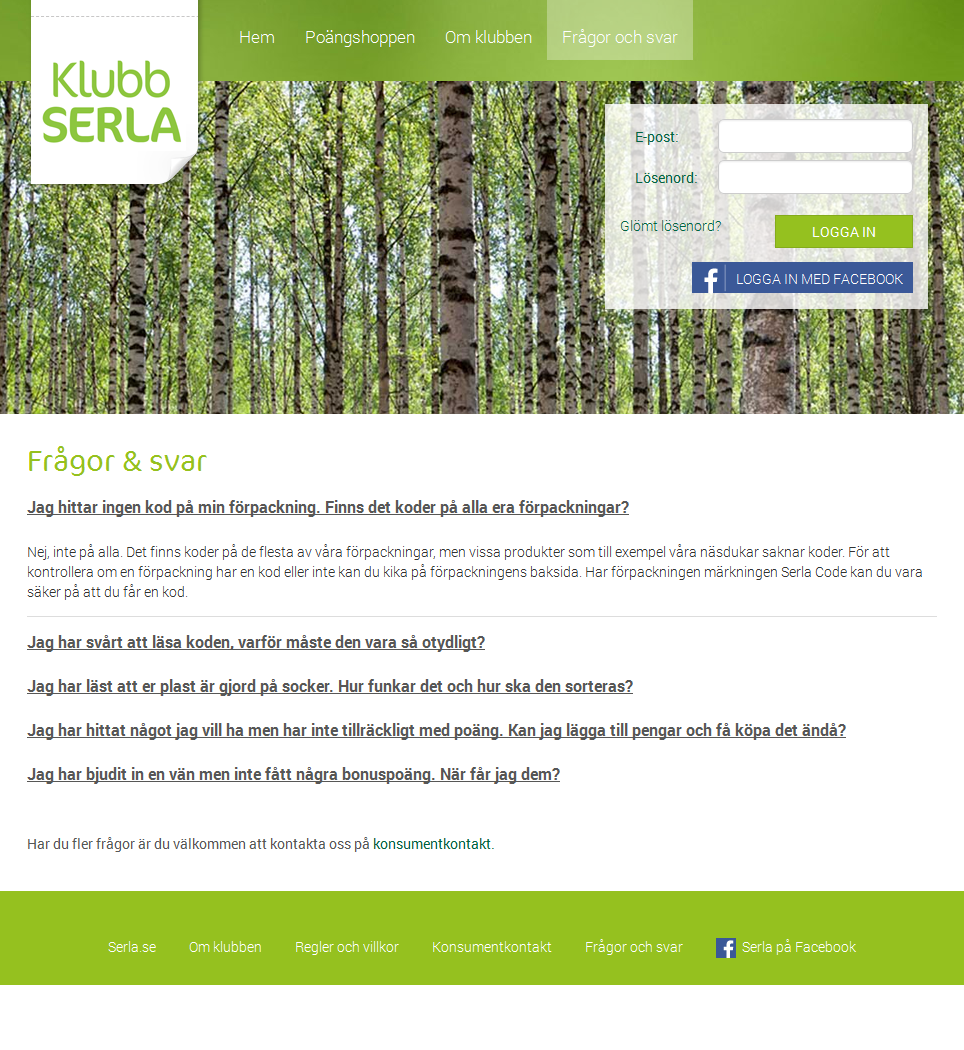 Hem
Poängshoppen
Om klubben
Frågor och svar
Klubb
SERLA
E-post:
Lösenord:
Glömt lösenord?
LOGGA IN
LOGGA IN MED FACEBOOK
Frågor & svar
Jag hittar ingen kod på min förpackning. Finns det koder på alla era förpackningar?
Nej, inte på alla. Det finns koder på de flesta av våra förpackningar, men vissa produkter som till exempel våra näsdukar saknar koder. För att
kontrollera om en förpackning har en kod eller inte kan du kika på förpackningens baksida. Har förpackningen märkningen Serla Code kan du vara
säker på att du får en kod.
Jag har svårt att läsa koden, varför måste den vara så otydligt?
Jag har läst att er plast är gjord på socker. Hur funkar det och hur ska den sorteras?
Jag har hittat något jag vill ha men har inte tillräckligt med poäng. Kan jag lägga till pengar och få köpa det ändå?
Jag har bjudit in en vän men inte fått några bonuspoäng. När får jag dem?
Har du fler frågor är du välkommen att kontakta oss på konsumentkontakt.
Serla.se
Om klubben
Regler och villkor
Konsumentkontakt
Frågor och svar
Serla på Facebook